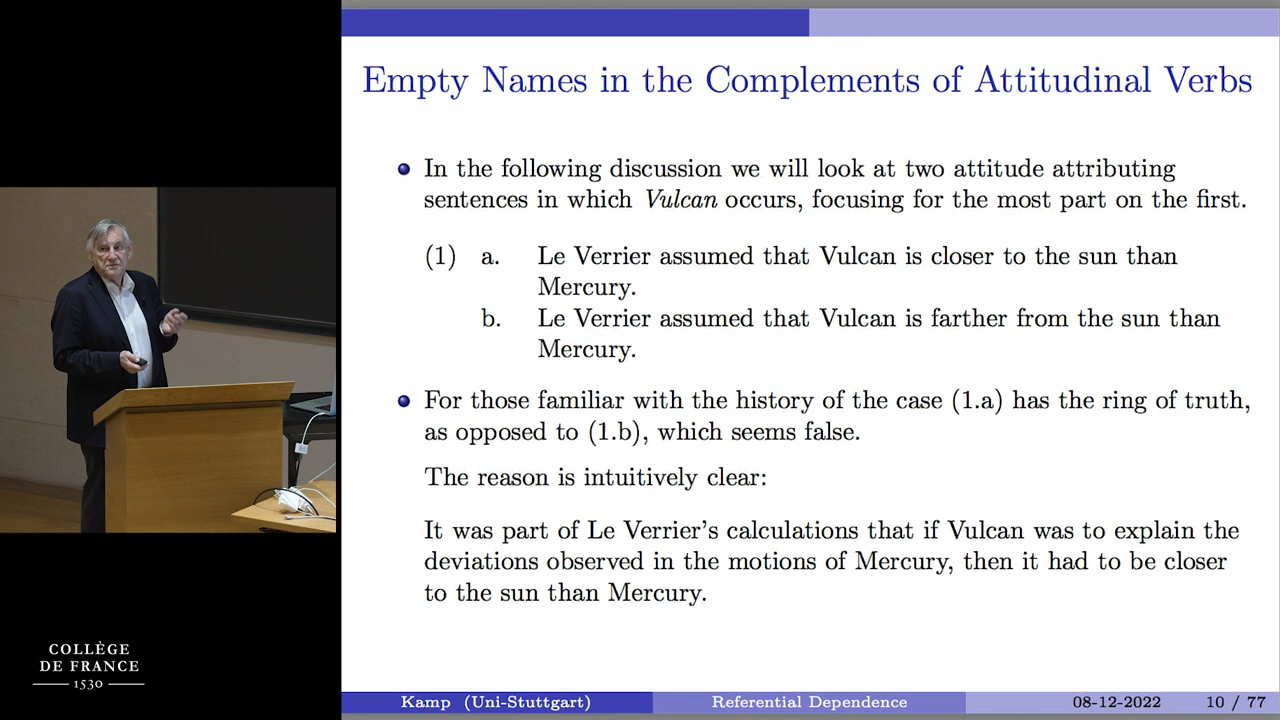 Empty Names in the Complements of Attitudinal Verbs
In the following discussion we will look at two attitude attributing
sentences in which Vulcan occurs, focusing for the most part on the first.
(1) a. Le Verrier assumed that Vulcan is closer to the sun than
Mercury.
b. Le Verrier assumed that Vulcan is farther from the sun than
Mercury.
For those familiar with the history of the case (1.a) has the ring of truth,
as opposed to (1.b), which seems false.
The reason is intuitively clear:
It was part of Le Verrier's calculations that if Vulcan was to explain the
deviations observed in the motions of Mercury, then it had to be closer
to the sun than Mercury.
COLLÈGE
DE FRANCE
1530
Kamp (Uni-Stuttgart) Referential Dependence 08-12-2022 10 / 77